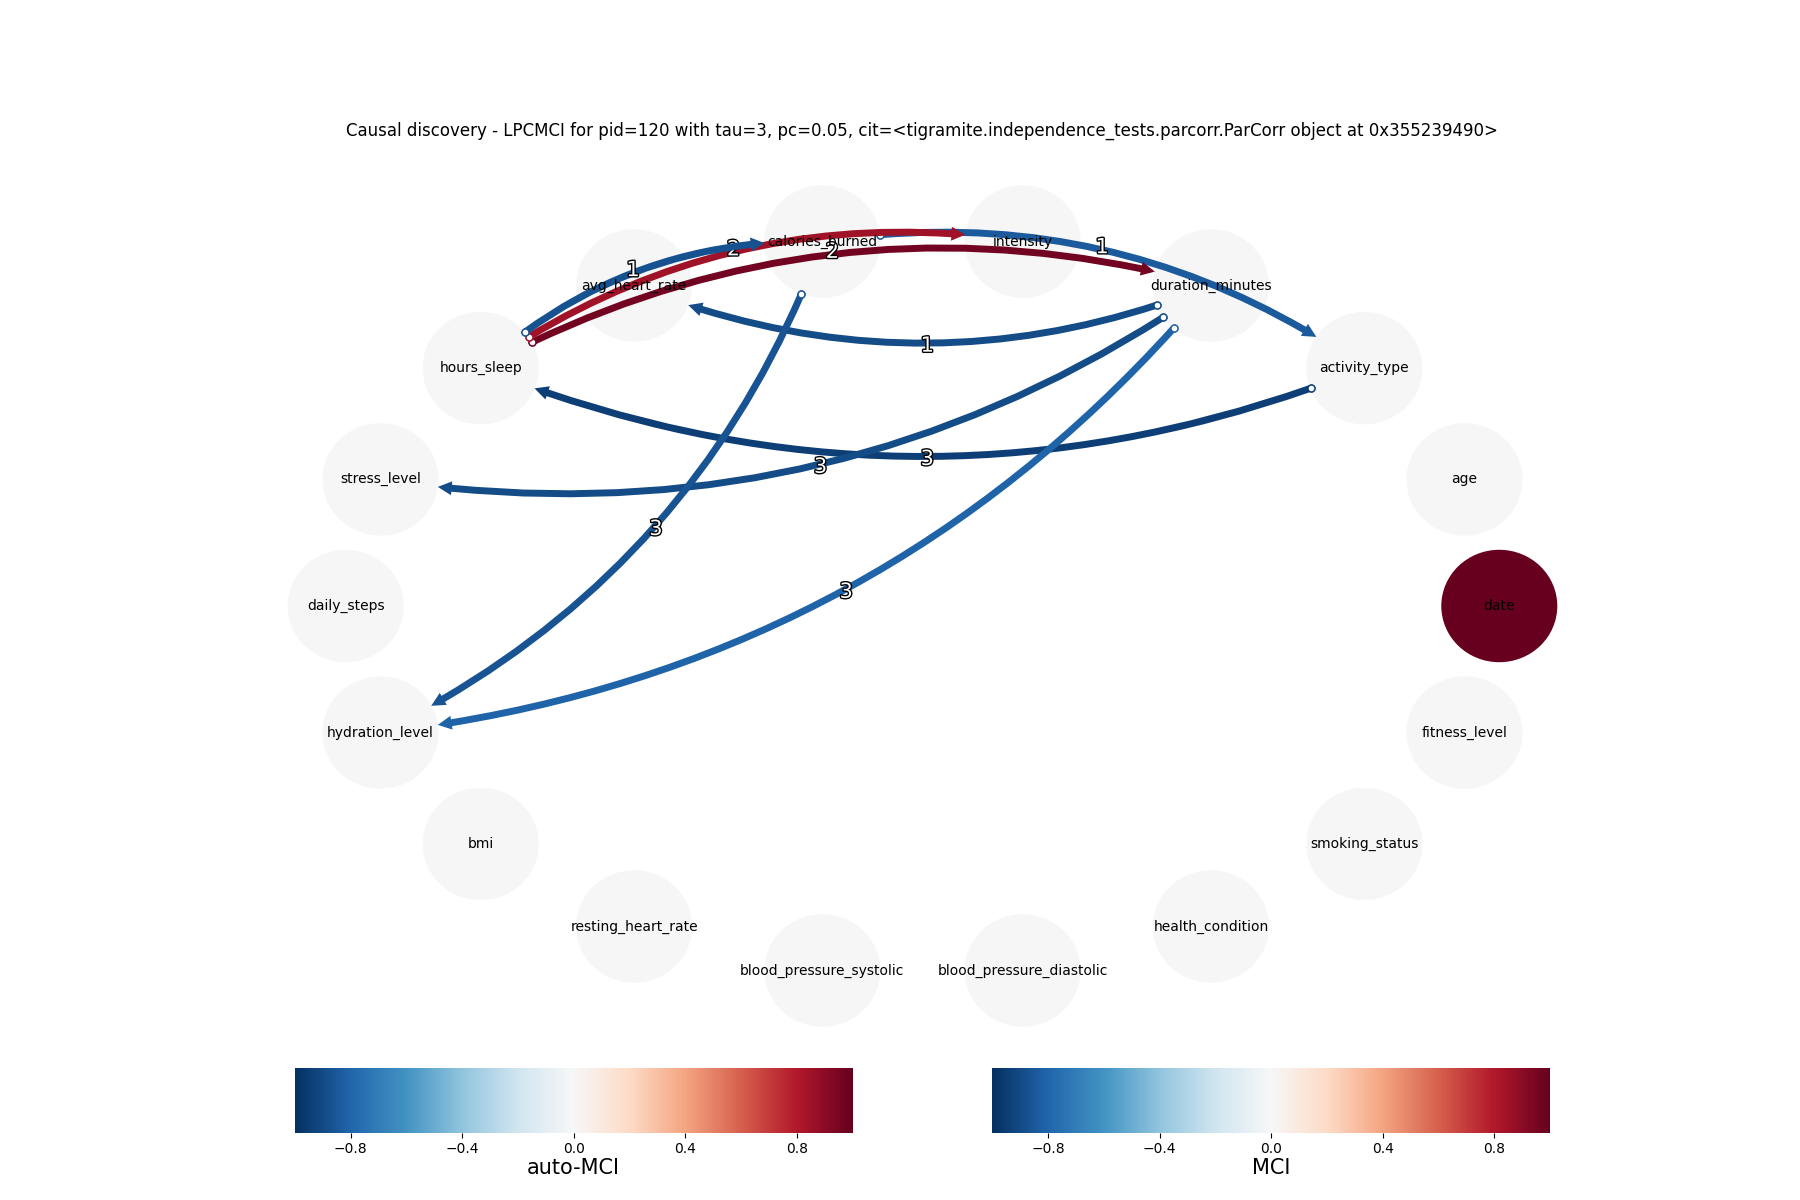 Causal discovery - LPCMCI for pid=120 with tau=3, pc=0.05, cit=<tigramite.independence_tests.parcorr.ParCorr object at 0x355239490>
calories_burned
intensity
2
2
1
1
avg_heart_rate
duration_minutes
1
hours_sleep
activity_type
3
3
stress_level
age
3
3
daily_steps
date
hydration_level
fitness_level
bmi
smoking_status
resting_heart_rate
health_condition
blood_pressure_systolic
blood_pressure_diastolic
−0.8 −0.4 0.0 0.4 0.8
auto-MCI
−0.8 −0.4 0.0 0.4 0.8
MCI